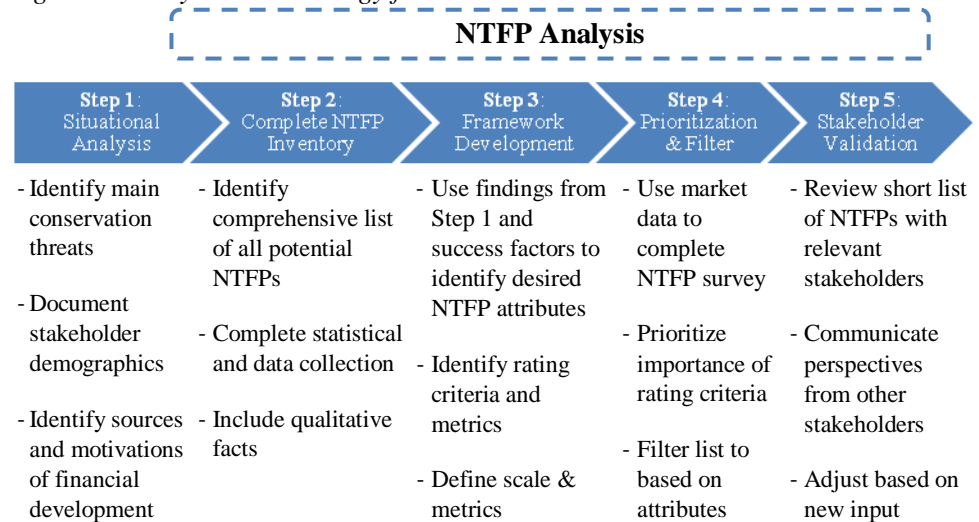 NTFP Analysis
Step 1:
Situational
Analysis
- Identify main
conservation
threats
- Document
stakeholder
demographics
- Identify sources
and motivations
of financial
development
Step 2:
Complete NTFP
Inventory
- Identify
comprehensive list
of all potential
NTFPs
- Complete statistical
and data collection
- Include qualitative
facts
Step 3:
Framework
Development
- Use findings from
Step 1 and
success factors to
identify desired
NTFP attributes
- Identify rating
criteria and
metrics
- Define scale &
metrics
Step 4:
Prioritization
& Filter
- Use market
data to
complete
NTFP survey
- Prioritize
importance of
rating criteria
- Filter list to
based on
attributes
Step 5:
Stakeholder
Validation
- Review short list
of NTFPs with
relevant
stakeholders
- Communicate
perspectives
from other
stakeholders
- Adjust based on
new input